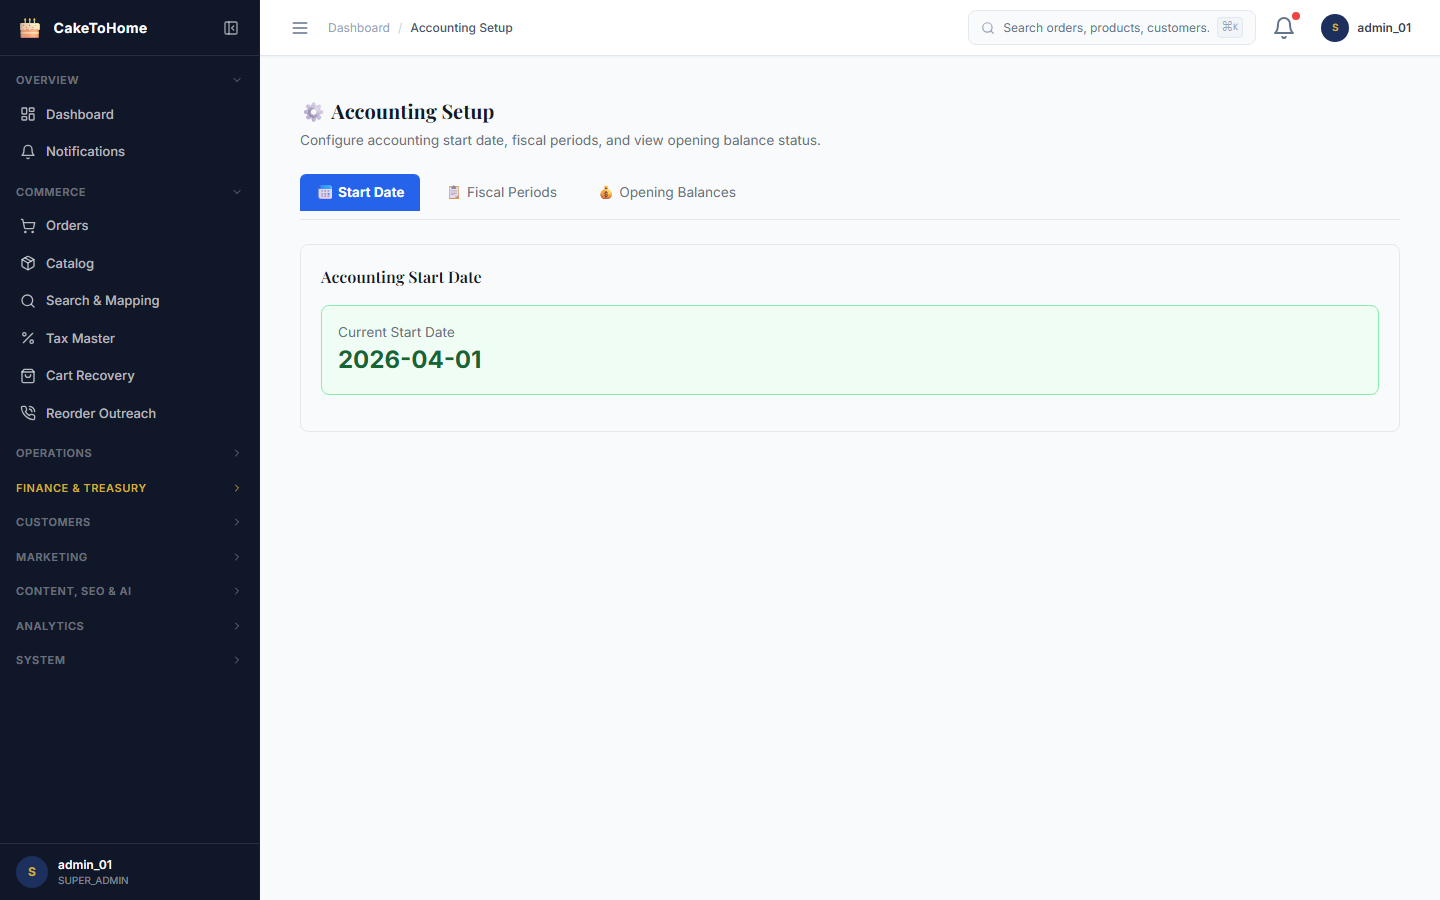 CakeToHome
OVERVIEW
Dashboard
Notifications
COMMERCE
Orders
Catalog
Search & Mapping
Tax Master
Cart Recovery
Reorder Outreach
OPERATIONS
FINANCE & TREASURY
CUSTOMERS
MARKETING
CONTENT, SEO & AI
ANALYTICS
SYSTEM
S admin_01
SUPER_ADMIN
Dashboard / Accounting Setup
Search orders, products, customers. ⌘K
S admin_01
Accounting Setup
Configure accounting start date, fiscal periods, and view opening balance status.
Start Date Fiscal Periods Opening Balances
Accounting Start Date
Current Start Date
2026-04-01